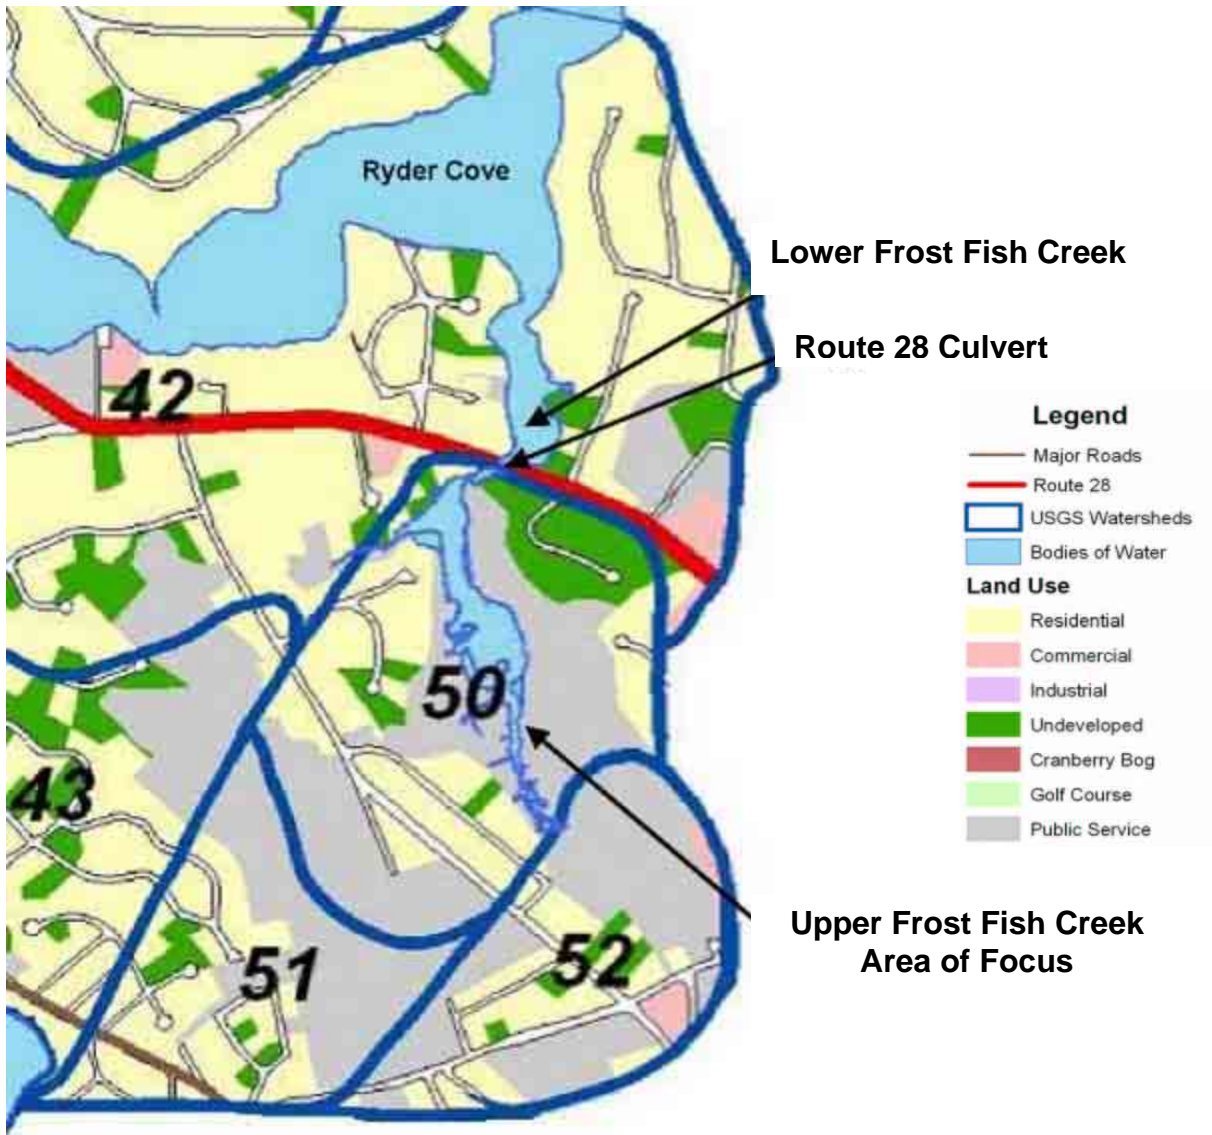 Ryder Cove
Lower Frost Fish Creek
Route 28 Culvert
42
Legend
Major Roads
Route 28
USGS Watersheds
Bodies of Water
Land Use
Residential
Commercial
Industrial
Undeveloped
Cranberry Bog
Golf Course
Public Service
50
43
Upper Frost Fish Creek
Area of Focus
52
51